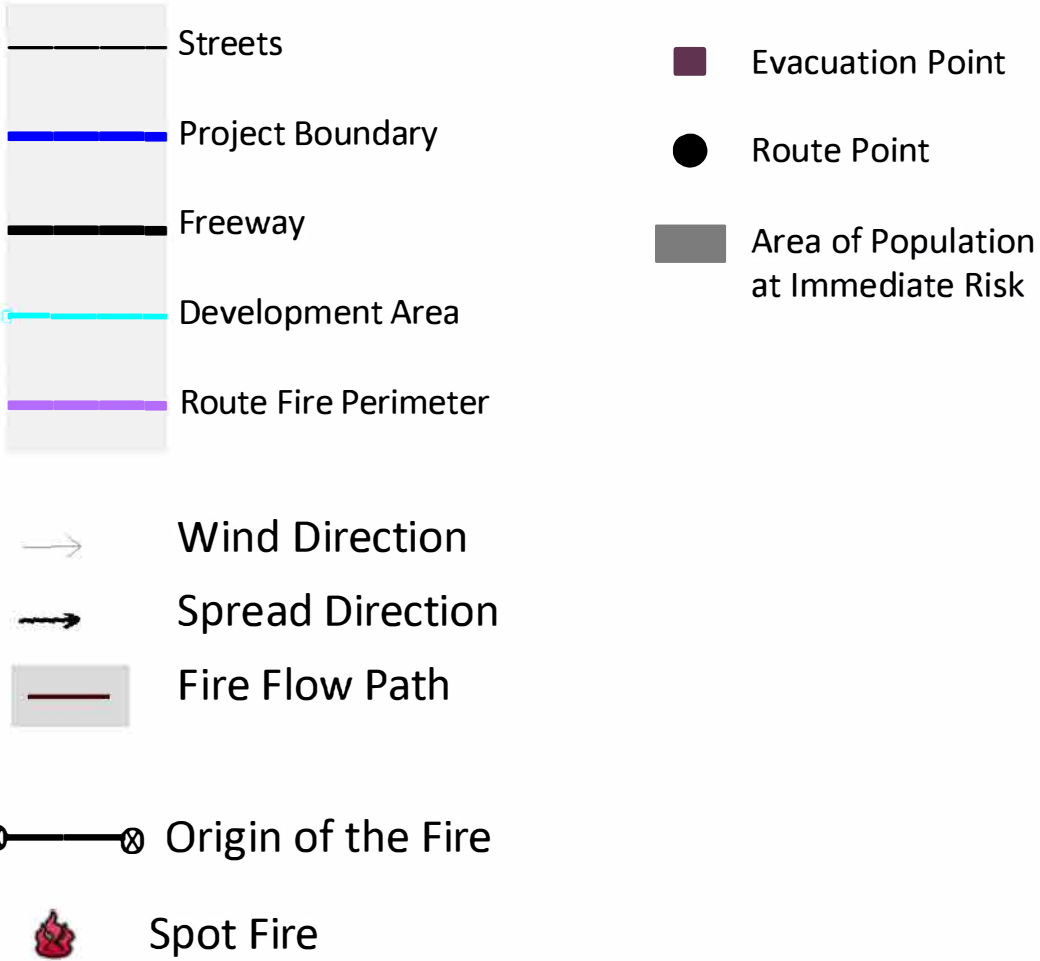 Streets
Project Boundary
Freeway
Development Area
Route Fire Perimeter
Wind Direction
Spread Direction
Fire Flow Path
Origin of the Fire
Spot Fire
Evacuation Point
Route Point
Area of Population
at Immediate Risk